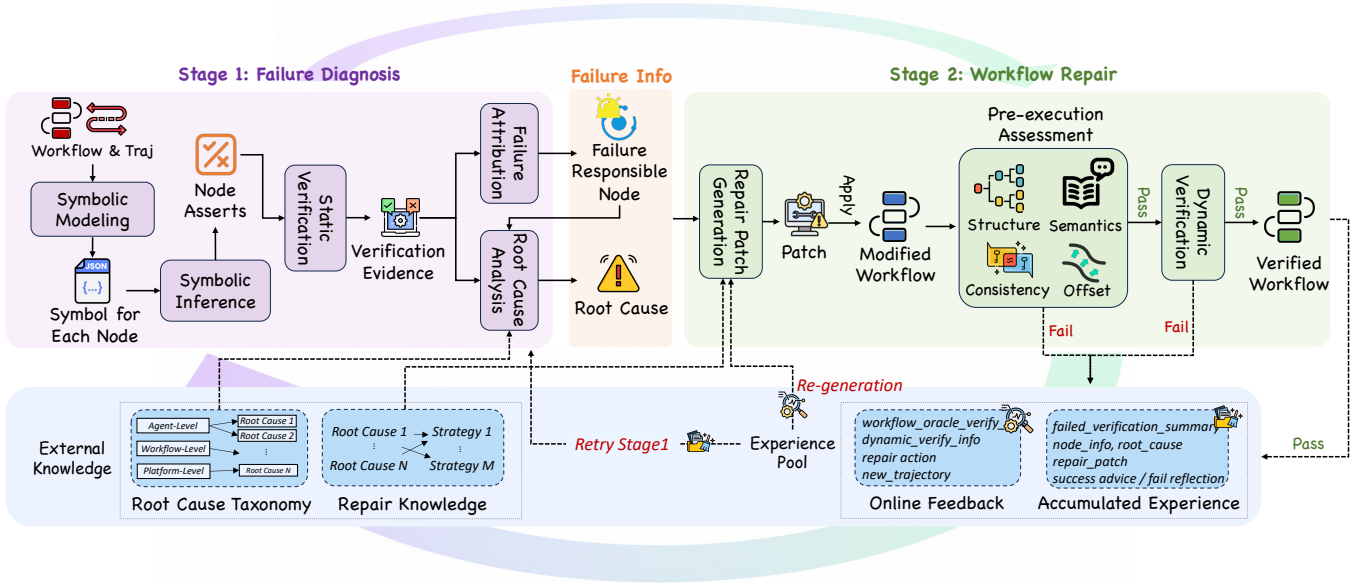 Stage 1: Failure Diagnosis
Failure Info
Stage 2: Workflow Repair
Workflow & Traj
Symbolic
Modeling
JSON
{...}
Symbol for
Each Node
Node
Asserts
Symbolic
Inference
Static
Verification
Verification
Evidence
Failure
Attribution
Root Cause
Analysis
Failure
Responsible
Node
Root Cause
Repair Patch
Generation
Patch
Apply
Modified
Workflow
Pre-execution
Assessment
Structure
Semantics
Consistency
Offset
Pass
Fail
Dynamic
Verification
Pass
Fail
Verified
Workflow
Pass
External
Knowledge
Agent-Level
Workflow-Level
Platform-Level
Root Cause 1
Root Cause 2
Root Cause N
Root Cause Taxonomy
Root Cause 1
Root Cause N
Strategy 1
Strategy M
Repair Knowledge
Retry Stage1
Re-generation
Experience
Pool
workflow_oracle_verify_
dynamic_verify_info
repair action
new_trajectory
Online Feedback
failed_verification_summary
node_info, root_cause
repair_patch
success advice / fail reflection
Accumulated Experience